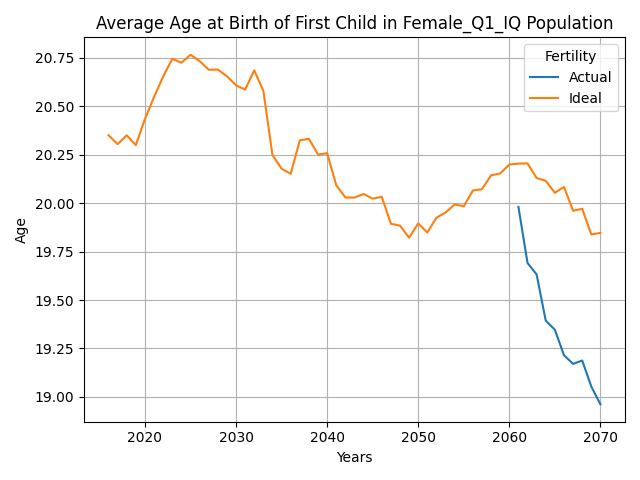 Average Age at Birth of First Child in Female_Q1_IQ Population
Fertility
Actual
Ideal
20.75
20.50
20.25
20.00
19.75
19.50
19.25
19.00
Age
2020 2030 2040 2050 2060 2070
Years